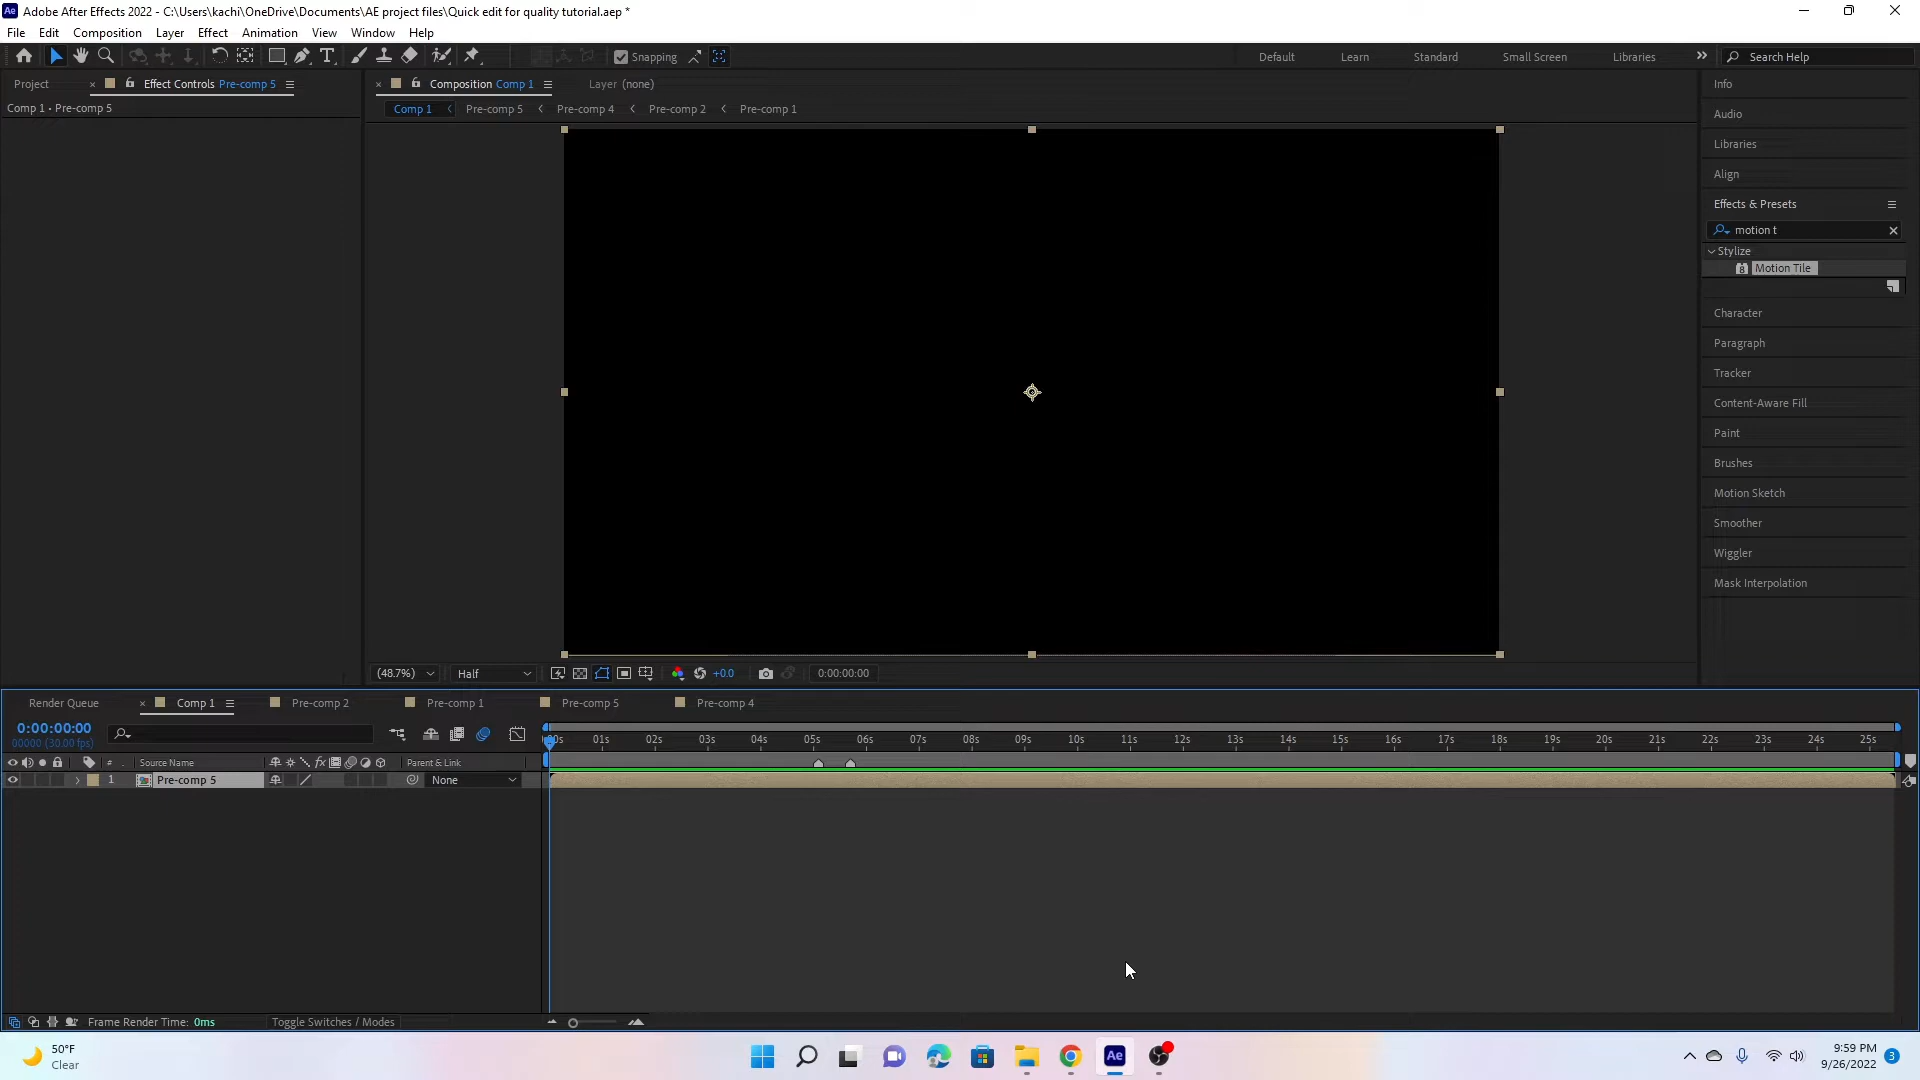 Ae Adobe After Effects 2022 - C:\Users\kachi\OneDrive\Documents\AE project files\Quick edit for quality tutorial.aep *
File Edit Composition Layer Effect Animation View Window Help
Snapping Default Learn Standard Small Screen Libraries Search Help
Project Effect Controls Pre-comp 5 Composition Comp 1 Layer (none) Info
Comp 1 • Pre-comp 5
Comp 1 Pre-comp 5 Pre-comp 4 Pre-comp 2 Pre-comp 1
Audio
Libraries
Align
Effects & Presets
motion t
Stylize
8 Motion Tile
Character
Paragraph
Tracker
Content-Aware Fill
Paint
Brushes
Motion Sketch
Smoother
Wiggler
Mask Interpolation
(48.7%) Half +0.0 0:00:00:00
Render Queue Comp 1 Pre-comp 2 Pre-comp 1 Pre-comp 5 Pre-comp 4
0:00:00:00
00000 (30.00 fps)
01s 02s 03s 04s 05s 06s 07s 08s 09s 10s 11s 12s 13s 14s 15s 16s 17s 18s 19s 20s 21s 22s 23s 24s 25s
# Source Name fx Parent & Link
1 Pre-comp 5 None
Frame Render Time: 0ms Toggle Switches / Modes
50°F
Clear
Ae
9:59 PM
9/26/2022
3